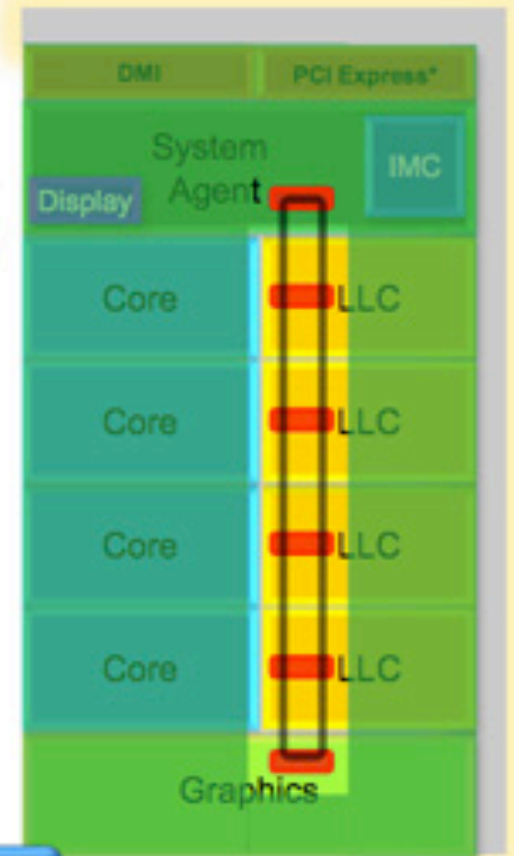 DMI PCI Express*
System
Agent
IMC
Display
Core LLC
Core LLC
Core LLC
Core LLC
Graphics